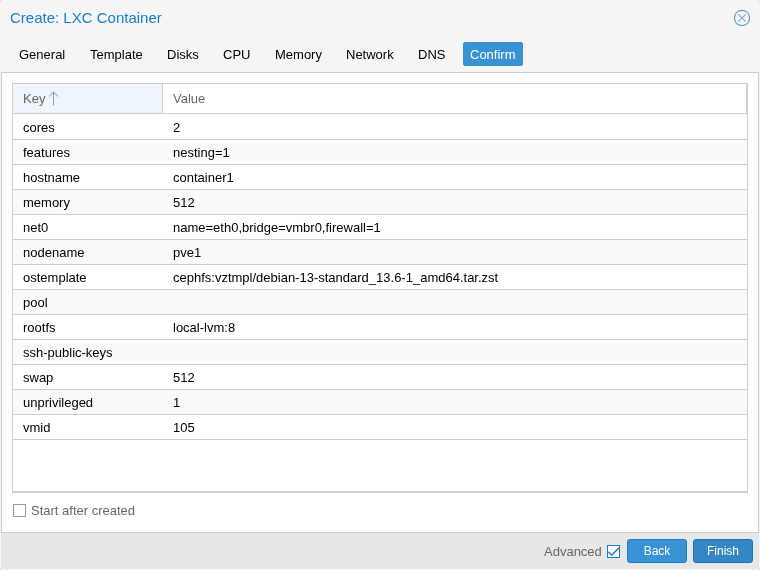 Create: LXC Container
General Template Disks CPU Memory Network DNS Confirm
Key Value
cores 2
features nesting=1
hostname container1
memory 512
net0 name=eth0,bridge=vmbr0,firewall=1
nodename pve1
ostemplate cephfs:vztmpl/debian-13-standard_13.6-1_amd64.tar.zst
pool
rootfs local-lvm:8
ssh-public-keys
swap 512
unprivileged 1
vmid 105
Start after created
Advanced Back Finish